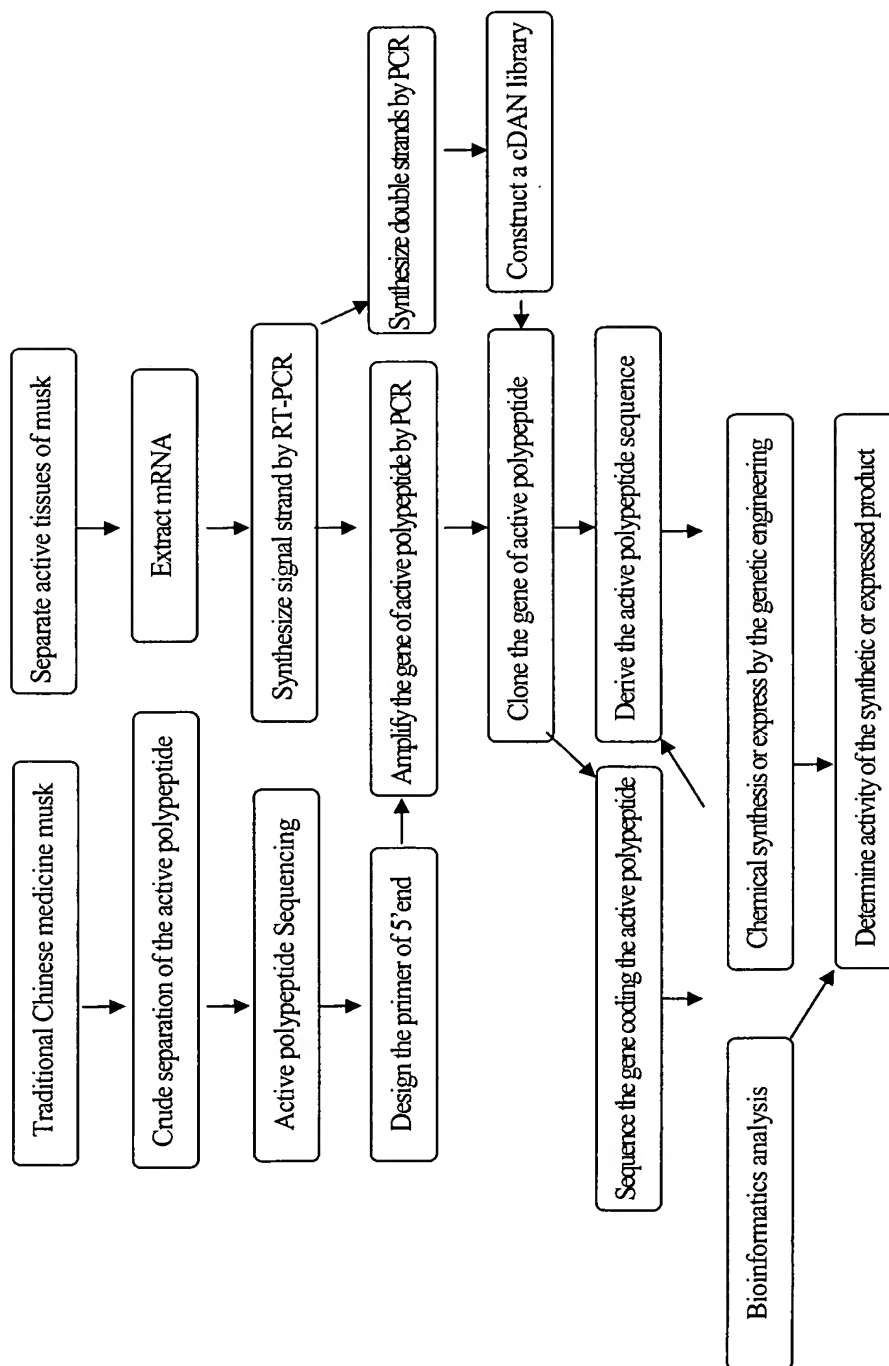 Traditional Chinese medicine musk
Separate active tissues of musk
Crude separation of the active polypeptide
Extract mRNA
Active polypeptide Sequencing
Synthesize signal strand by RT-PCR
Design the primer of 5'end
Amplify the gene of active polypeptide by PCR
Synthesize double strands by PCR
Clone the gene of active polypeptide
Construct a cDAN library
Sequence the gene coding the active polypeptide
Derive the active polypeptide sequence
Bioinformatics analysis
Chemical synthesis or express by the genetic engineering
Determine activity of the synthetic or expressed product